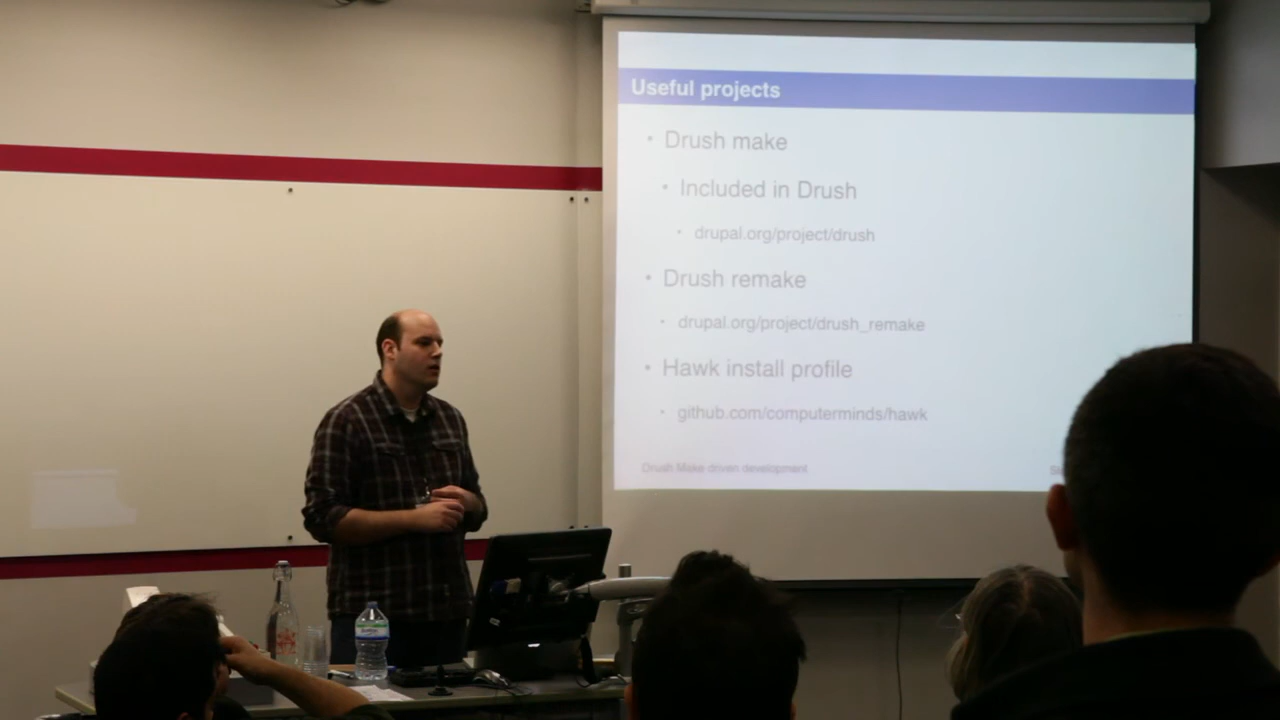 Useful projects
• Drush make
• Included in Drush
• drupal.org/project/drush
• Drush remake
• drupal.org/project/drush_remake
• Hawk install profile
• github.com/computerminds/hawk
Drush Make driven development